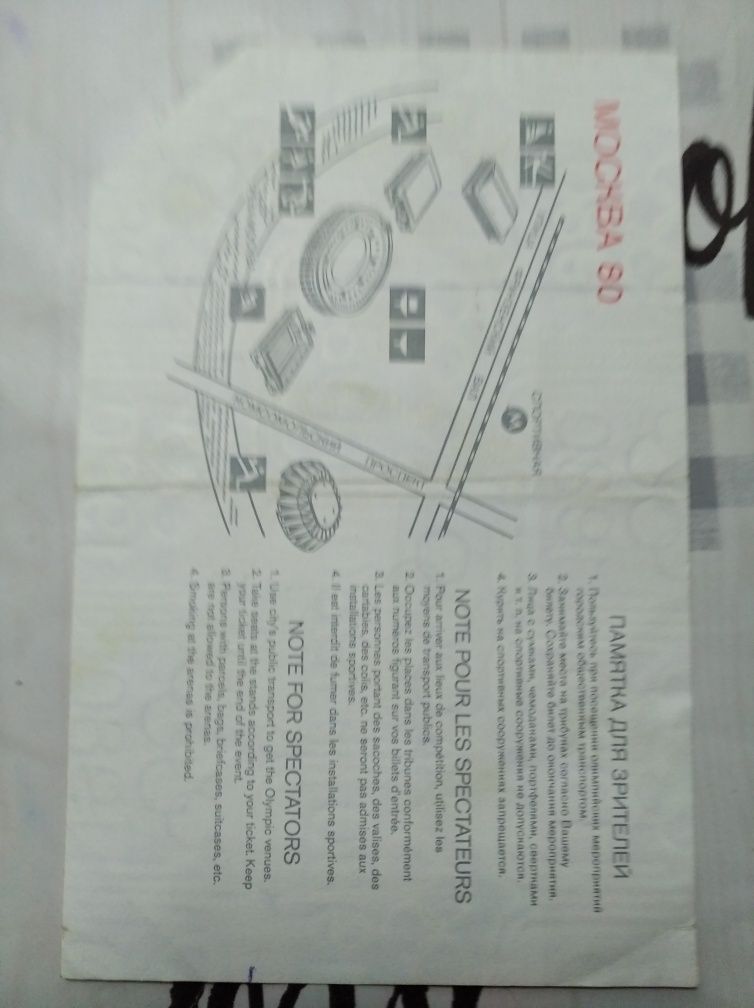 МОСКВА 80
СПОРТИВНАЯ
М
УЛИЦА ФРУНЗЕНСКИЙ ВАЛ
КОМСОМОЛЬСКИЙ ПРОСПЕКТ
ПАМЯТКА ДЛЯ ЗРИТЕЛЕЙ
1. Пользуйтесь при посещении олимпийских мероприятий
городским общественным транспортом.
2. Занимайте места на трибунах согласно Вашему
билету. Сохраняйте билет до окончания мероприятия.
3. Лица с сумками, чемоданами, портфелями, свертками
и т. п. на спортивные сооружения не допускаются.
4. Курить на спортивных сооружениях запрещается.
NOTE POUR LES SPECTATEURS
1. Pour arriver aux lieux de compétition, utilisez les
moyens de transport publics.
2. Occupez les places dans les tribunes conformément
aux numéros figurant sur vos billets d'entrée.
3. Les personnes portant des sacoches, des valises, des
cartables, des colis, etc. ne seront pas admises aux
installations sportives.
4. Il est interdit de fumer dans les installations sportives.
NOTE FOR SPECTATORS
1. Use city's public transport to get the Olympic venues.
2. Take seats at the stands according to your ticket. Keep
your ticket until the end of the event.
3. Persons with parcels, bags, briefcases, suitcases, etc.
are not allowed to the arenas.
4. Smoking at the arenas is prohibited.